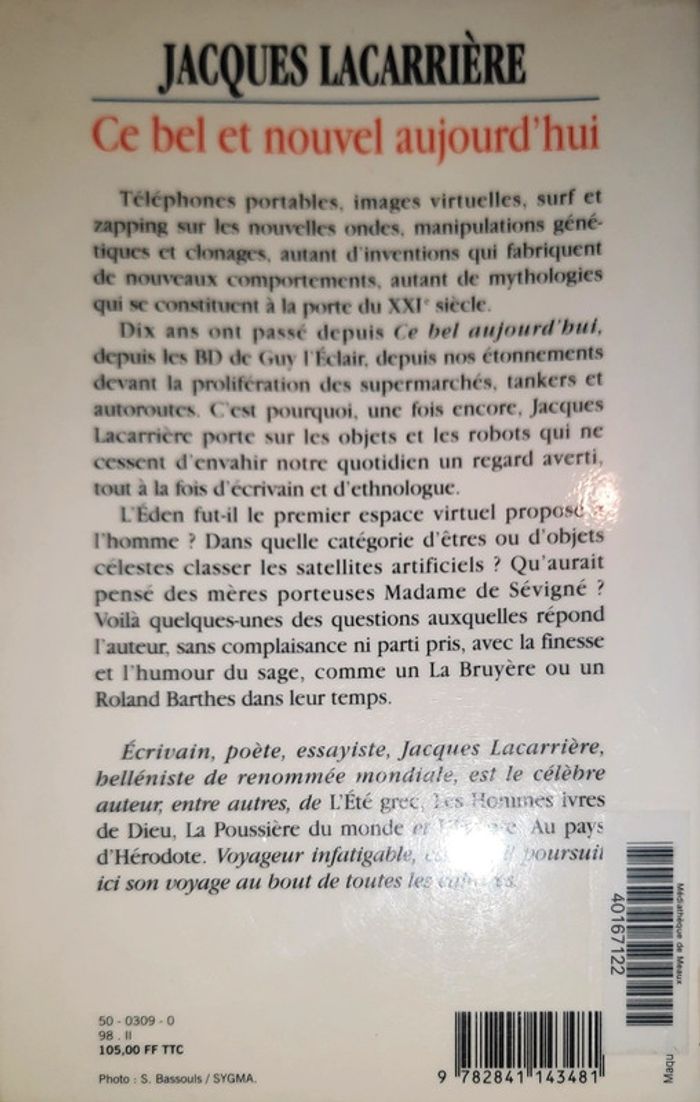 JACQUES LACARRIÈRE
Ce bel et nouvel aujourd'hui
Téléphones portables, images virtuelles, surf et
zapping sur les nouvelles ondes, manipulations géné-
tiques et clonages, autant d'inventions qui fabriquent
de nouveaux comportements, autant de mythologies
qui se constituent à la porte du XXIe siècle.
Dix ans ont passé depuis Ce bel aujourd'hui,
depuis les BD de Guy l'Éclair, depuis nos étonnements
devant la prolifération des supermarchés, tankers et
autoroutes. C'est pourquoi, une fois encore, Jacques
Lacarrière porte sur les objets et les robots qui ne
cessent d'envahir notre quotidien un regard averti,
tout à la fois d'écrivain et d'ethnologue.
L'Éden fut-il le premier espace virtuel proposé à
l'homme ? Dans quelle catégorie d'êtres ou d'objets
célestes classer les satellites artificiels ? Qu'aurait
pensé des mères porteuses Madame de Sévigné ?
Voilà quelques-unes des questions auxquelles répond
l'auteur, sans complaisance ni parti pris, avec la finesse
et l'humour du sage, comme un La Bruyère ou un
Roland Barthes dans leur temps.
Écrivain, poète, essayiste, Jacques Lacarrière,
helléniste de renommée mondiale, est le célèbre
auteur, entre autres, de L'Été grec, Les Hommes ivres
de Dieu, La Poussière du monde et Au pays
d'Hérodote. Voyageur infatigable, poursuit
ici son voyage au bout de toutes les
50 - 0309 - 0
98 . II
105,00 FF TTC
Photo : S. Bassouls / SYGMA.
9 782841 143481
Médiathèque de Meaux
40167122
Maqu